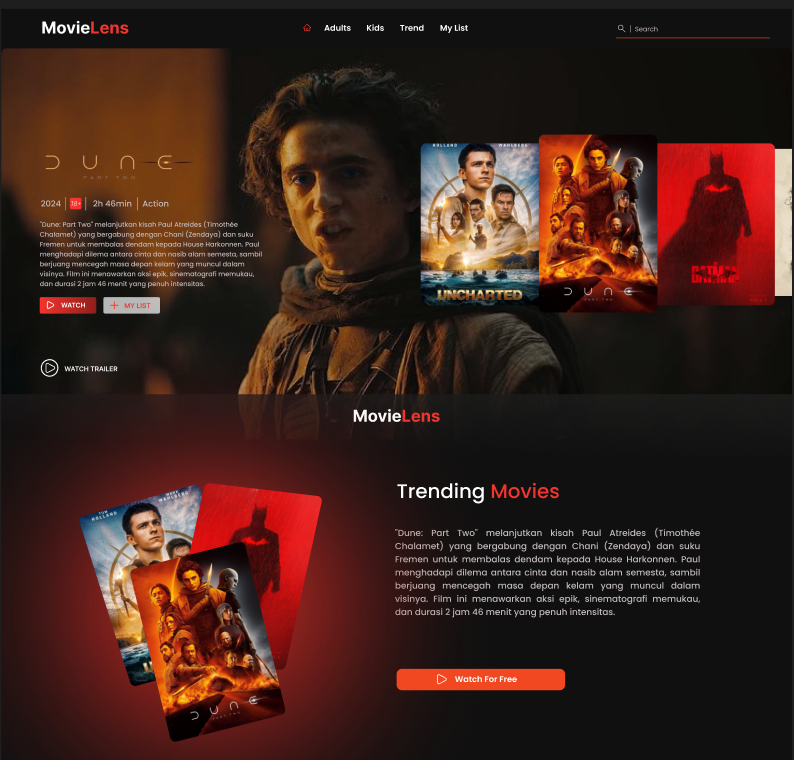 MovieLens
Adults Kids Trend My List
Search
DUNE
PART TWO
2024 18+ 2h 46min Action
"Dune: Part Two" melanjutkan kisah Paul Atreides (Timothée
Chalamet) yang bergabung dengan Chani (Zendaya) dan suku
Fremen untuk membalas dendam kepada House Harkonnen. Paul
menghadapi dilema antara cinta dan nasib alam semesta, sambil
berjuang mencegah masa depan kelam yang muncul dalam
visinya. Film ini menawarkan aksi epik, sinematografi memukau,
dan durasi 2 jam 46 menit yang penuh intensitas.
WATCH MY LIST
WATCH TRAILER
HOLLAND WAHLBERG
UNCHARTED
DUNE
PART TWO
THE BATMAN
MovieLens
TOM HOLLAND
MARK WAHLBERG
DUNE
PART TWO
Trending Movies
"Dune: Part Two" melanjutkan kisah Paul Atreides (Timothée
Chalamet) yang bergabung dengan Chani (Zendaya) dan suku
Fremen untuk membalas dendam kepada House Harkonnen. Paul
menghadapi dilema antara cinta dan nasib alam semesta, sambil
berjuang mencegah masa depan kelam yang muncul dalam
visinya. Film ini menawarkan aksi epik, sinematografi memukau,
dan durasi 2 jam 46 menit yang penuh intensitas.
Watch For Free